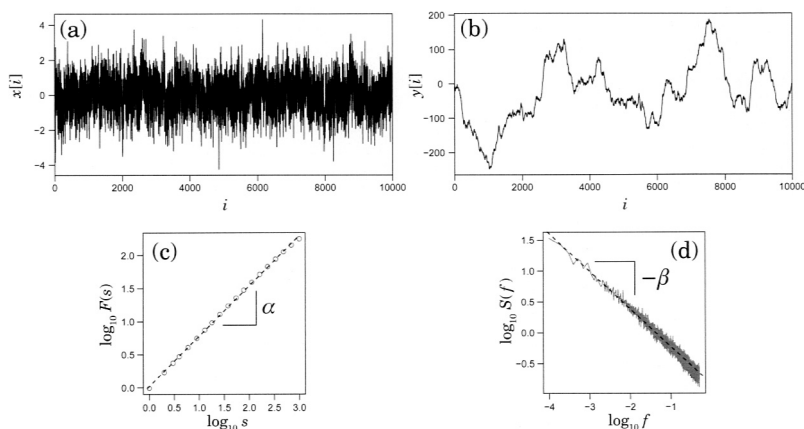 (a)
x[i]
4
2
0
−2
−4
0 2000 4000 6000 8000 10000
i
(b)
y[i]
200
100
0
−100
−200
0 2000 4000 6000 8000 10000
i
(c)
log10 F(s)
2.0
1.5
1.0
0.5
0.0
α
0.0 0.5 1.0 1.5 2.0 2.5 3.0
log10 s
(d)
log10 S(f)
1.5
1.0
0.5
0.0
−0.5
−β
−4 −3 −2 −1
log10 f